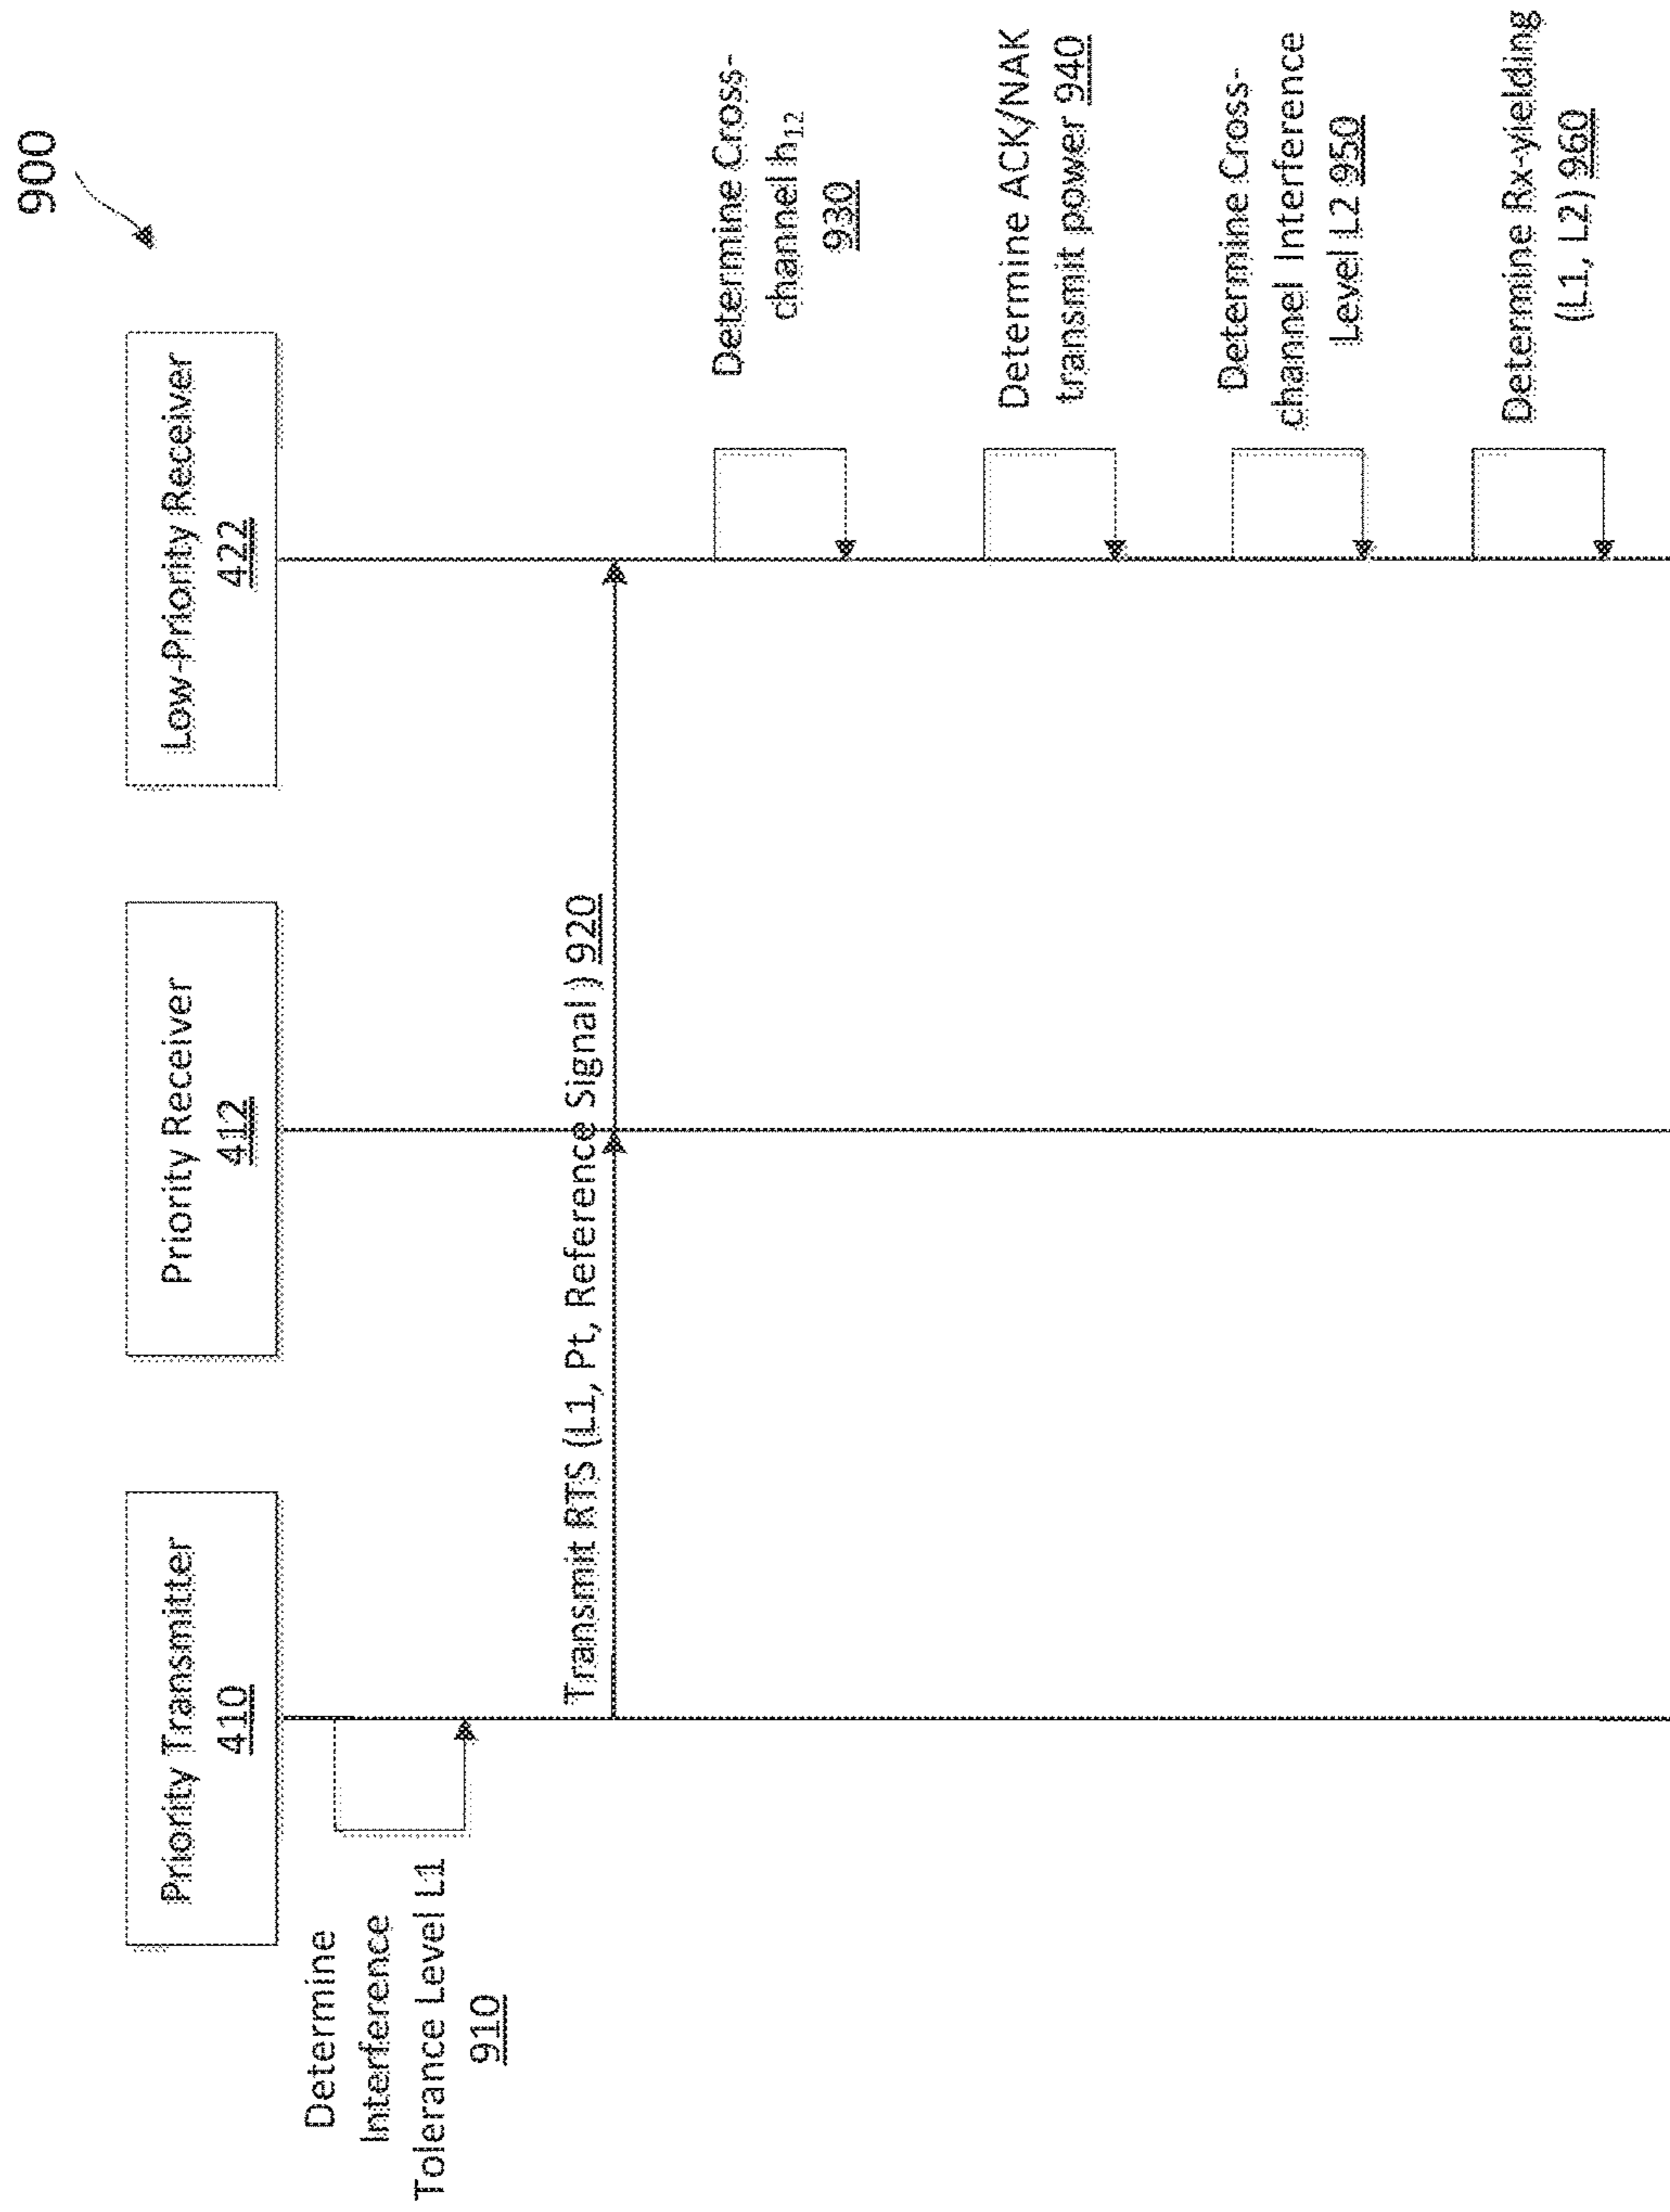 900
Priority Transmitter
410
Priority Receiver
412
Low-Priority Receiver
422
Determine
Interference
Tolerance Level L1
910
Transmit RTS (L1, Pt, Reference Signal) 920
Determine Cross-
channel h₁₂
930
Determine ACK/NAK
transmit power 940
Determine Cross-
channel Interference
Level L2 950
Determine Rx-yielding
(L1, L2) 960